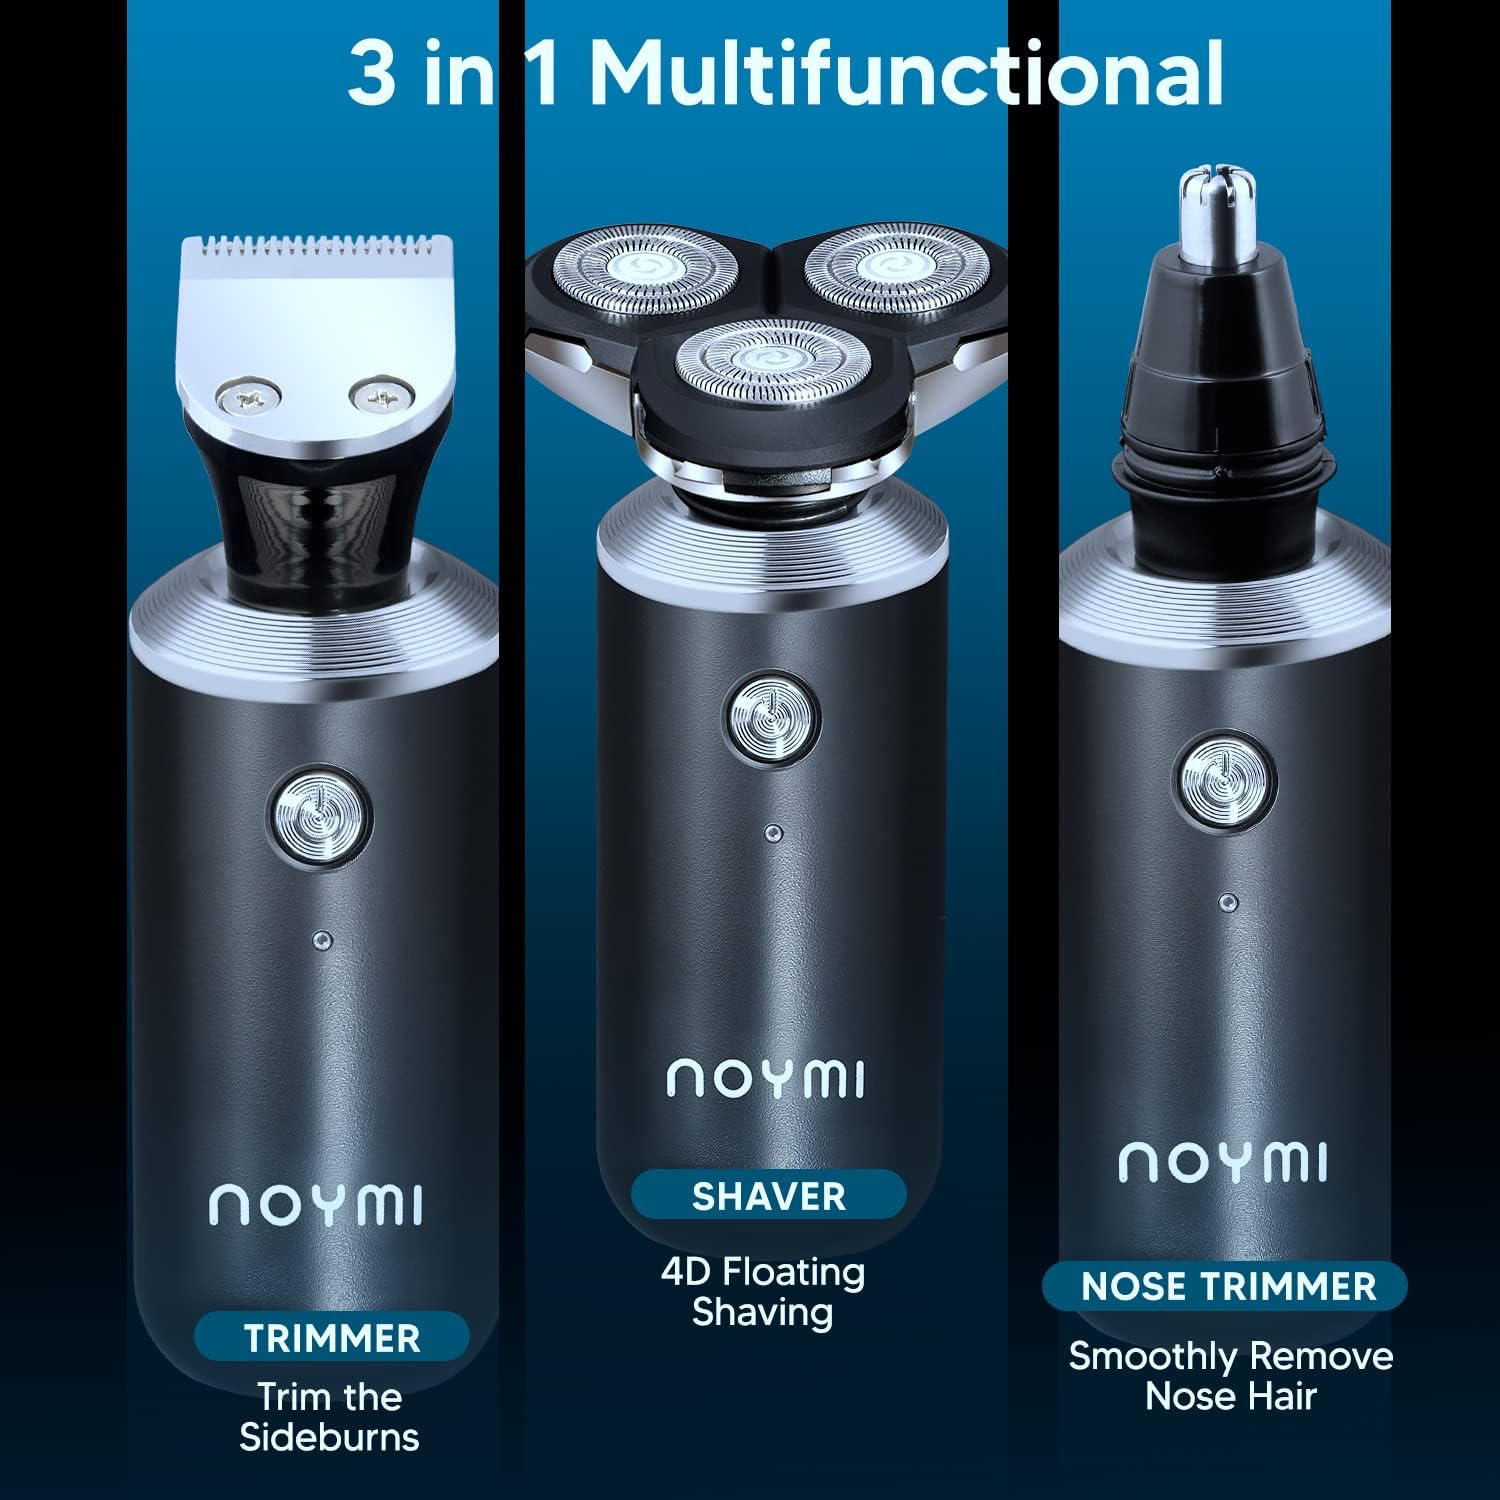 3 in 1 Multifunctional
noymi
TRIMMER
Trim the
Sideburns
noymi
SHAVER
4D Floating
Shaving
noymi
NOSE TRIMMER
Smoothly Remove
Nose Hair